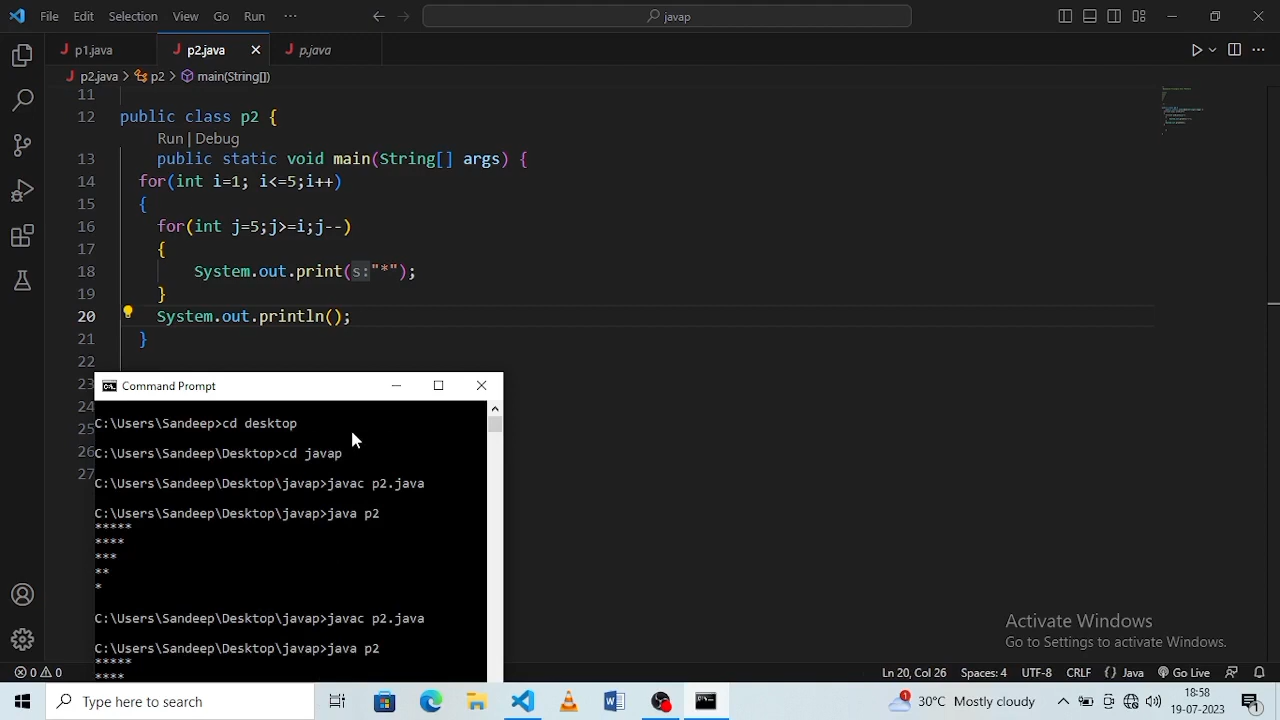 File Edit Selection View Go Run ··· javap
p1.java p2.java p.java
p2.java > p2 > main(String[])
11
12 public class p2 {
Run | Debug
13 public static void main(String[] args) {
14 for(int i=1; i<=5;i++)
15 {
16 for(int j=5;j>=i;j--)
17 {
18 System.out.print(s:"*");
19 }
20 System.out.println();
21 }
22
23
24
25
26
27
Command Prompt
C:\Users\Sandeep>cd desktop
C:\Users\Sandeep\Desktop>cd javap
C:\Users\Sandeep\Desktop\javap>javac p2.java
C:\Users\Sandeep\Desktop\javap>java p2
*****
****
***
**
*
C:\Users\Sandeep\Desktop\javap>javac p2.java
C:\Users\Sandeep\Desktop\javap>java p2
*****
****
Activate Windows
Go to Settings to activate Windows.
0 0 Ln 20, Col 26 Spaces: 4 UTF-8 CRLF {} Java Go Live
Type here to search 1 30°C Mostly cloudy 18:58
19-07-2023 1